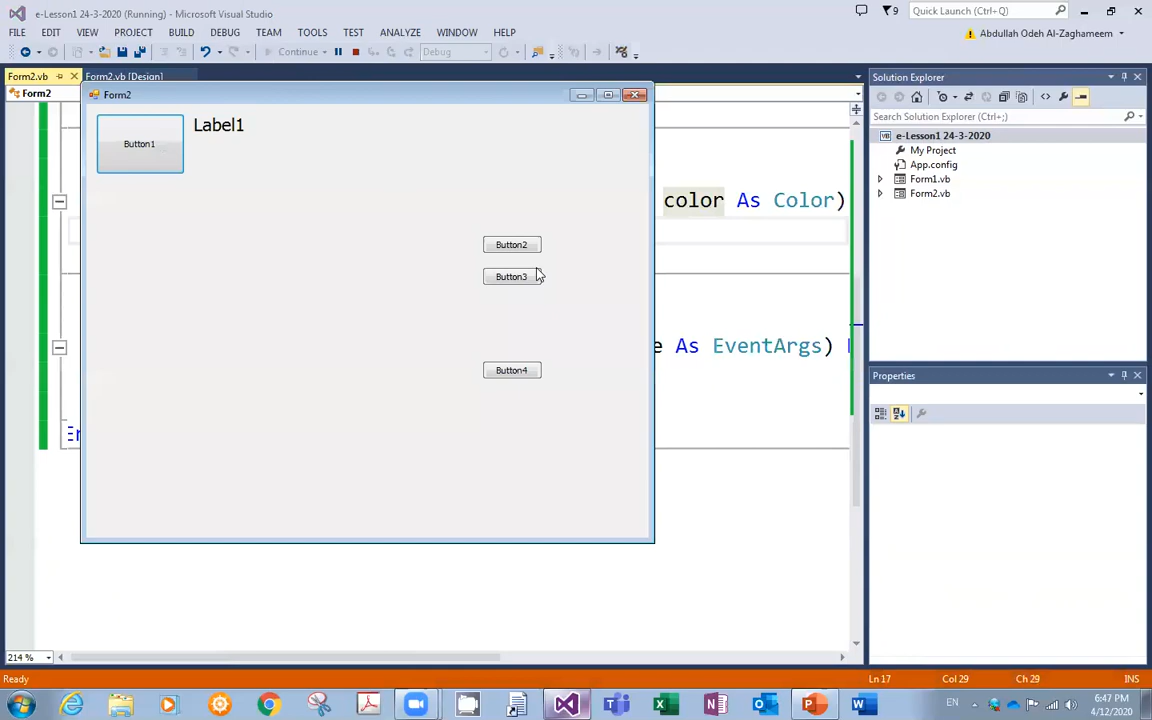 e-Lesson1 24-3-2020 (Running) - Microsoft Visual Studio
9
Quick Launch (Ctrl+Q)
FILE EDIT VIEW PROJECT BUILD DEBUG TEAM TOOLS TEST ANALYZE WINDOW HELP
Abdullah Odeh Al-Zaghameem
Continue
Debug
Form2.vb
Form2.vb [Design]
Form2
Form2
Button1
Label1
Button2
Button3
Button4
color As Color)
e As EventArgs)
214 %
Solution Explorer
Search Solution Explorer (Ctrl+;)
VB
e-Lesson1 24-3-2020
My Project
App.config
Form1.vb
Form2.vb
Properties
Ready
Ln 17
Col 29
Ch 29
INS
EN
6:47 PM
4/12/2020